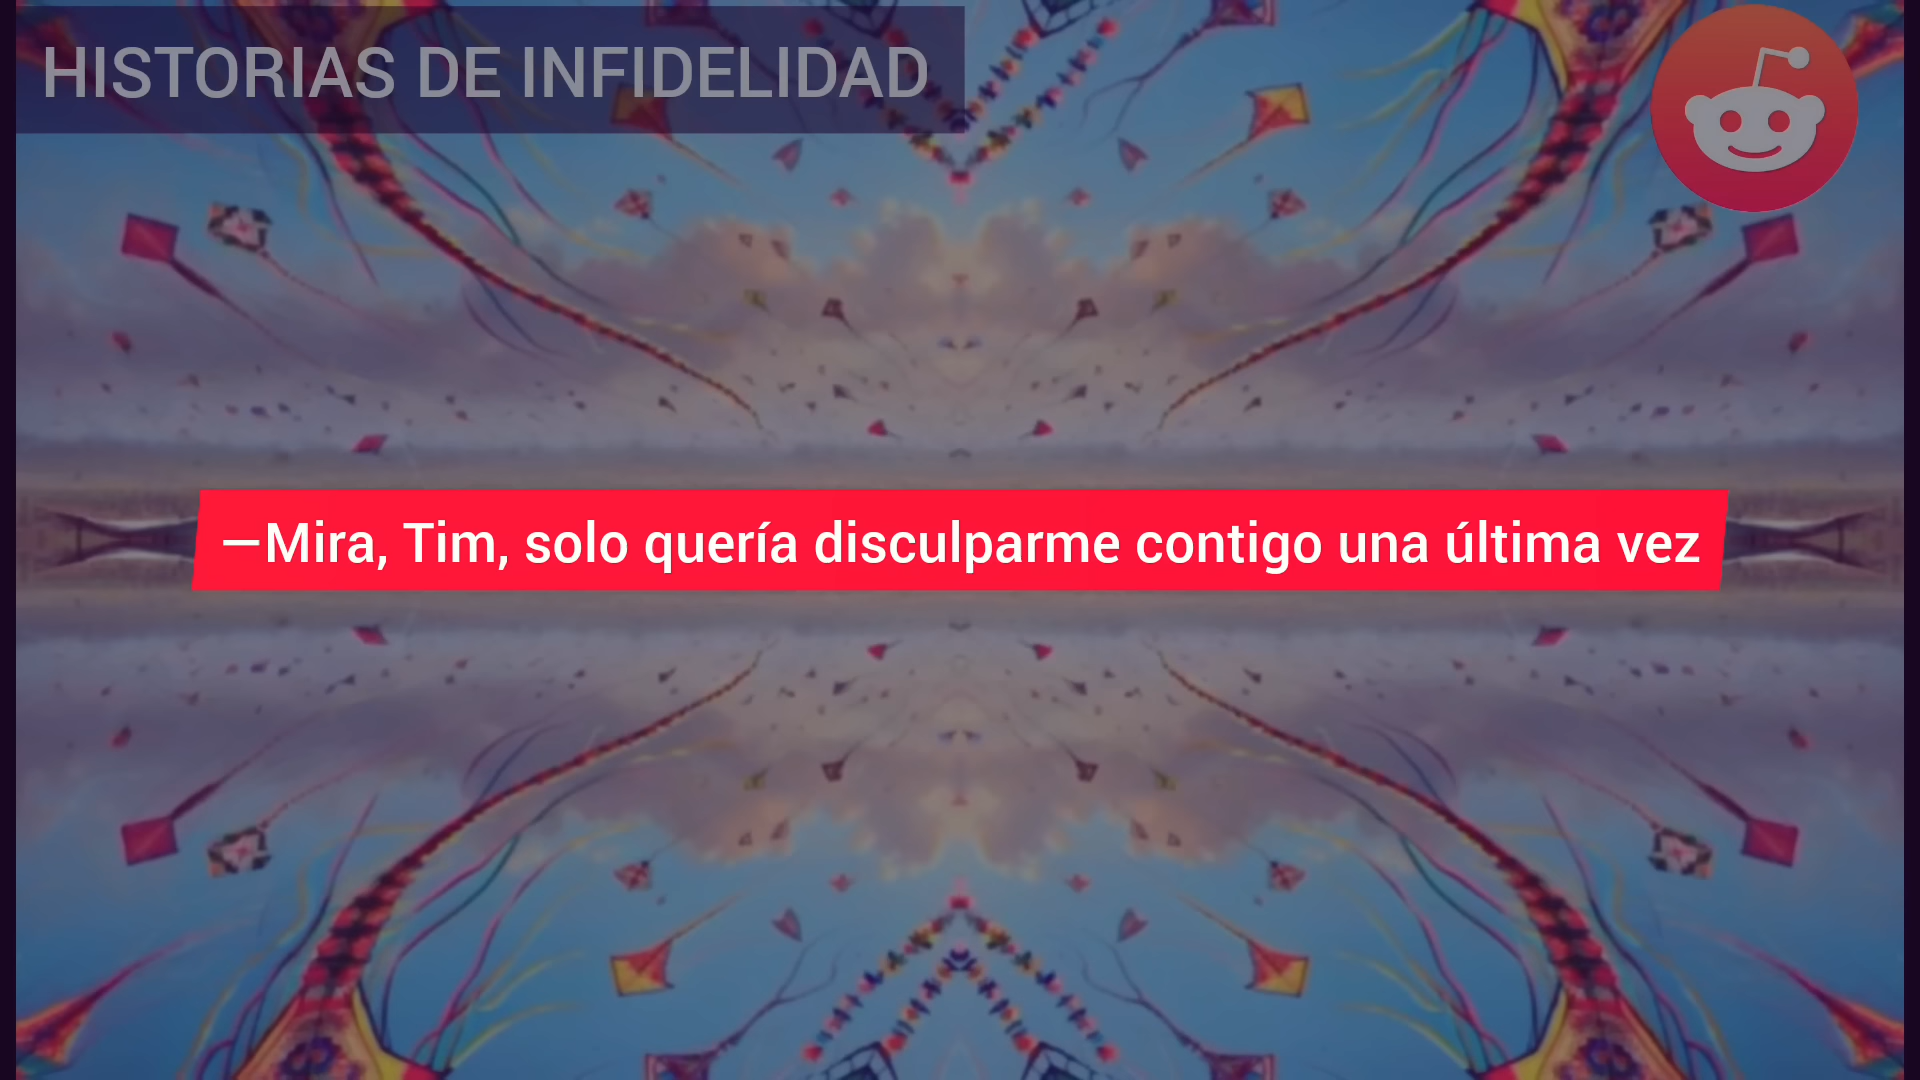 HISTORIAS DE INFIDELIDAD
—Mira, Tim, solo quería disculparme contigo una última vez